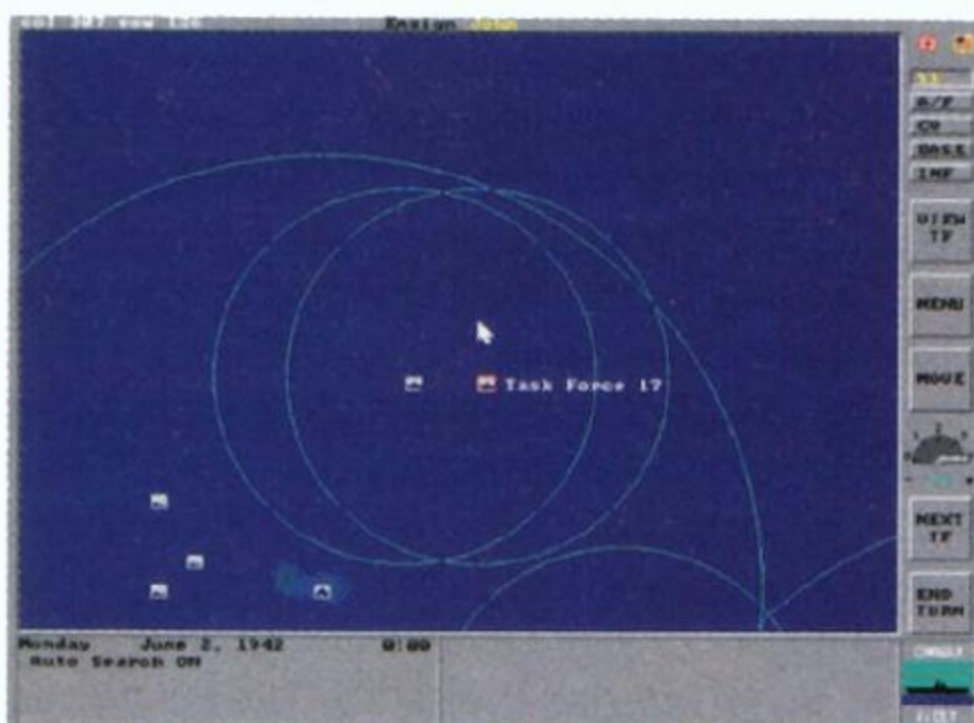 Ensign John
A/F
CV
BASE
INF
VIEW
TF
MENU
MOVE
Task Force 17
NEXT
TF
END
TURN
Monday June 2, 1942 0:00
Auto Search ON